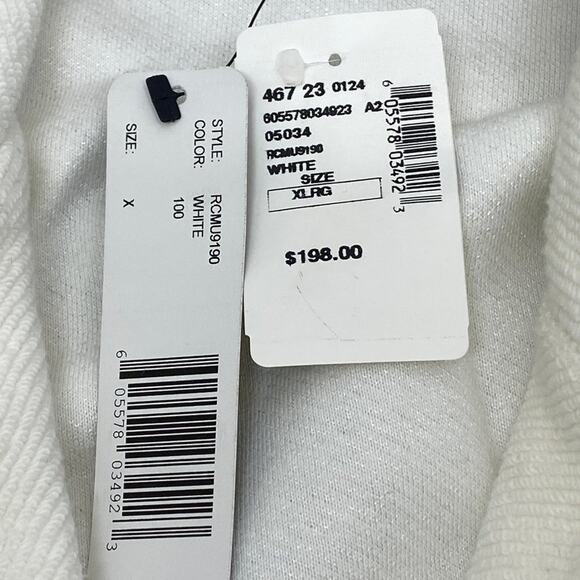 STYLE: RCMU9190
COLOR: WHITE
100
SIZE: X
6 05578 03492 3
467 23 0124
605578034923 A2
05034
RCMU9190
WHITE
SIZE
XLRG
$198.00
6 05578 03492 3